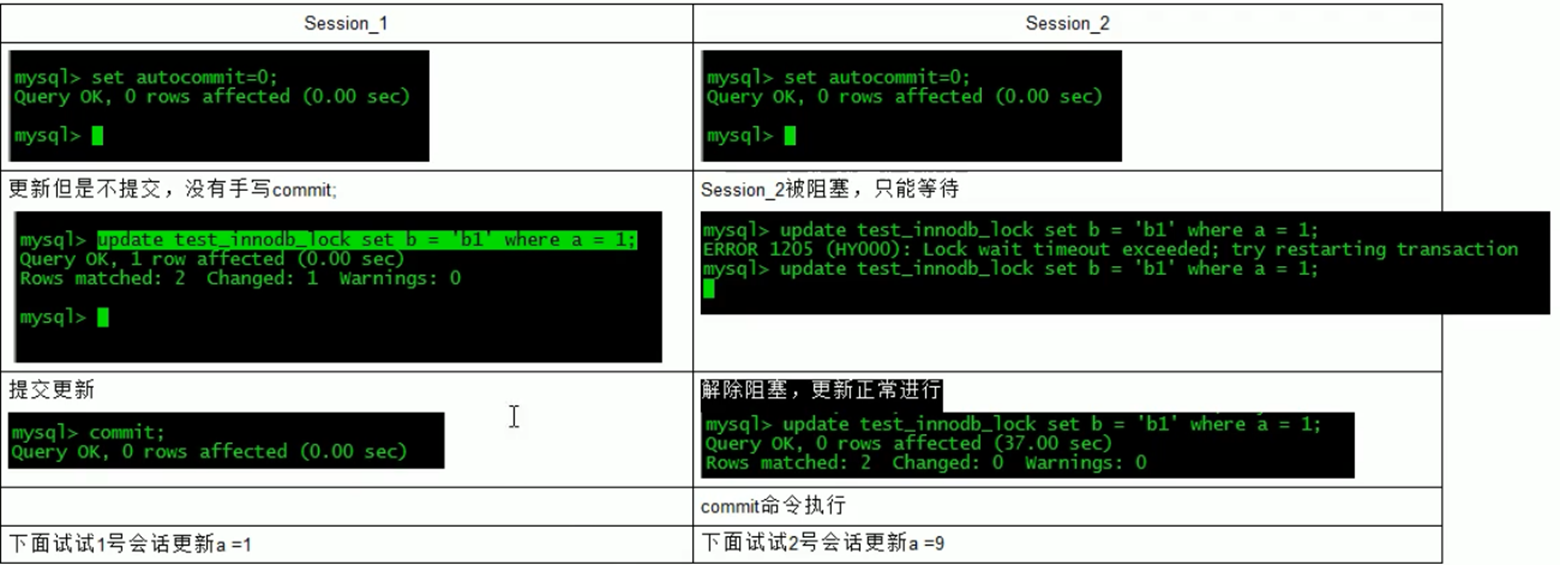 Session_1
Session_2
mysql> set autocommit=0;
Query OK, 0 rows affected (0.00 sec)
mysql>
mysql> set autocommit=0;
Query OK, 0 rows affected (0.00 sec)
mysql>
更新但是不提交，没有手写commit;
mysql> update test_innodb_lock set b = 'b1' where a = 1;
Query OK, 1 row affected (0.00 sec)
Rows matched: 2  Changed: 1  Warnings: 0
mysql>
Session_2被阻塞，只能等待
mysql> update test_innodb_lock set b = 'b1' where a = 1;
ERROR 1205 (HY000): Lock wait timeout exceeded; try restarting transaction
mysql> update test_innodb_lock set b = 'b1' where a = 1;
提交更新
mysql> commit;
Query OK, 0 rows affected (0.00 sec)
解除阻塞，更新正常进行
mysql> update test_innodb_lock set b = 'b1' where a = 1;
Query OK, 0 rows affected (37.00 sec)
Rows matched: 2  Changed: 0  Warnings: 0
commit命令执行
下面试试1号会话更新a =1
下面试试2号会话更新a =9